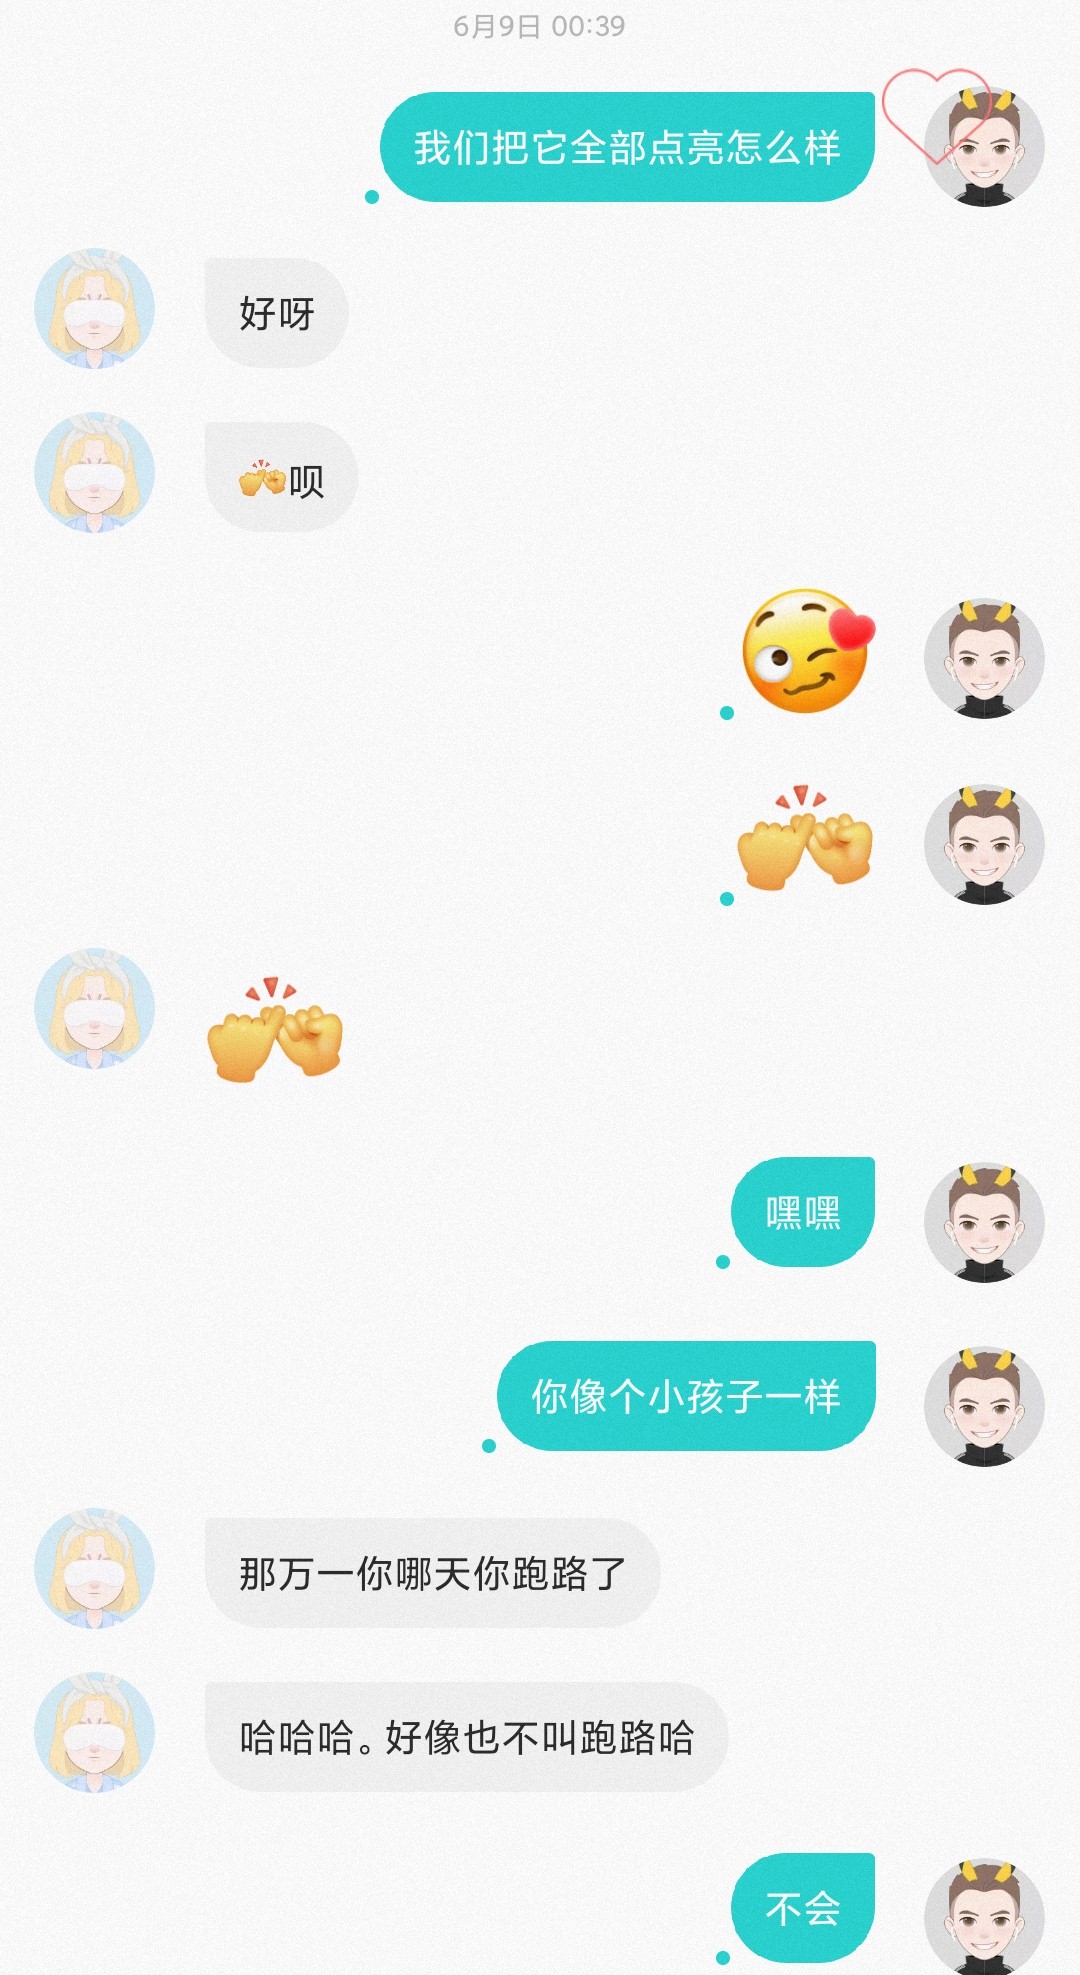 6月9日 00:39
我们把它全部点亮怎么样
好呀
呗
嘿嘿
你像个小孩子一样
那万一你哪天你跑路了
哈哈哈。好像也不叫跑路哈
不会